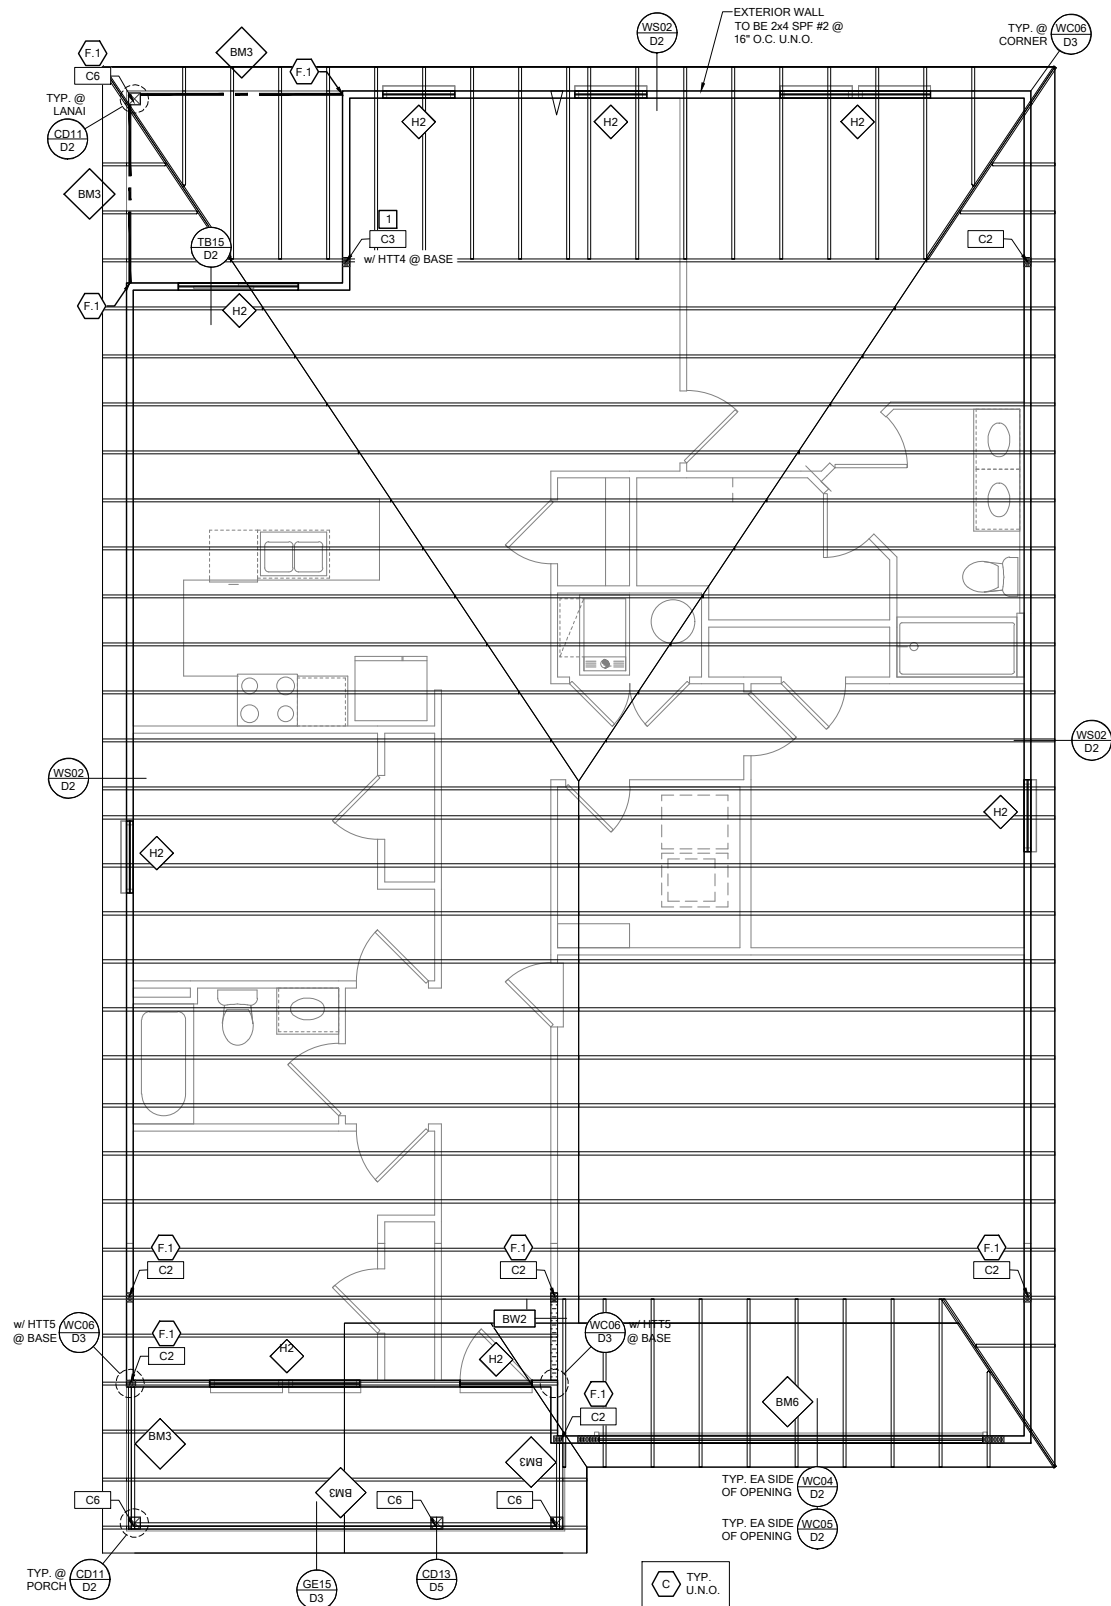 EXTERIOR WALL
TO BE 2x4 SPF #2 @
16" O.C. U.N.O.
WS02
D2
TYP. @
CORNER
WC06
D3
F.1
C6
BM3
F.1
TYP. @
LANAI
CD11
D2
H2
H2
H2
BM3
1
C3
w/ HTT4 @ BASE
TB15
D2
C2
F.1
H2
WS02
D2
WS02
D2
H2
H2
F.1
C2
F.1
C2
F.1
C2
w/ HTT5
@ BASE
WC06
D3
F.1
C2
BW2
WC06
D3
w/ HTT5
@ BASE
H2
H2
F.1
C2
BM6
BM3
BM3
BM3
C6
C6
C6
TYP. EA SIDE
OF OPENING
WC04
D2
TYP. EA SIDE
OF OPENING
WC05
D2
TYP. @
PORCH
CD11
D2
GE15
D3
CD13
D5
C
TYP.
U.N.O.